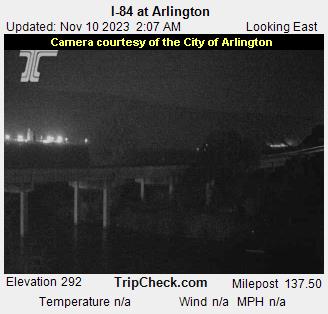 I-84 at Arlington
Updated: Nov 10 2023 2:07 AM Looking East
Camera courtesy of the City of Arlington
Elevation 292 TripCheck.com Milepost 137.50
Temperature n/a Wind n/a MPH n/a